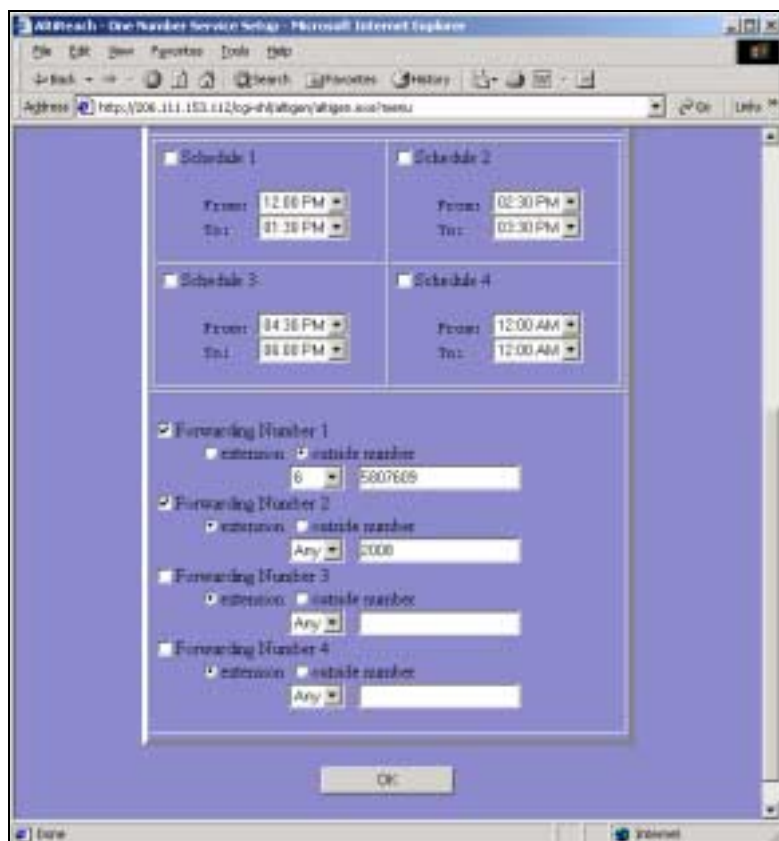 AltiReach - One Number Service Setup - Microsoft Internet Explorer
File Edit View Favorites Tools Help
Back Search Favorites History
Address Go Links »
Schedule 1
From: 12:00 PM
To: 01:30 PM
Schedule 2
From: 02:30 PM
To: 03:30 PM
Schedule 3
From: 04:30 PM
To: 06:00 PM
Schedule 4
From: 12:00 AM
To: 12:00 AM
Forwarding Number 1
extension outside number
6 5807609
Forwarding Number 2
extension outside number
Any 2008
Forwarding Number 3
extension outside number
Any
Forwarding Number 4
extension outside number
Any
OK
Done Internet